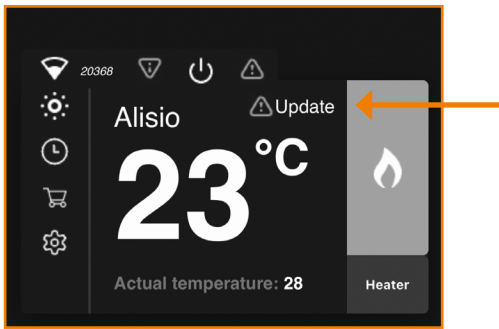 20368
Alisio
Update
23°C
Actual temperature: 28
Heater